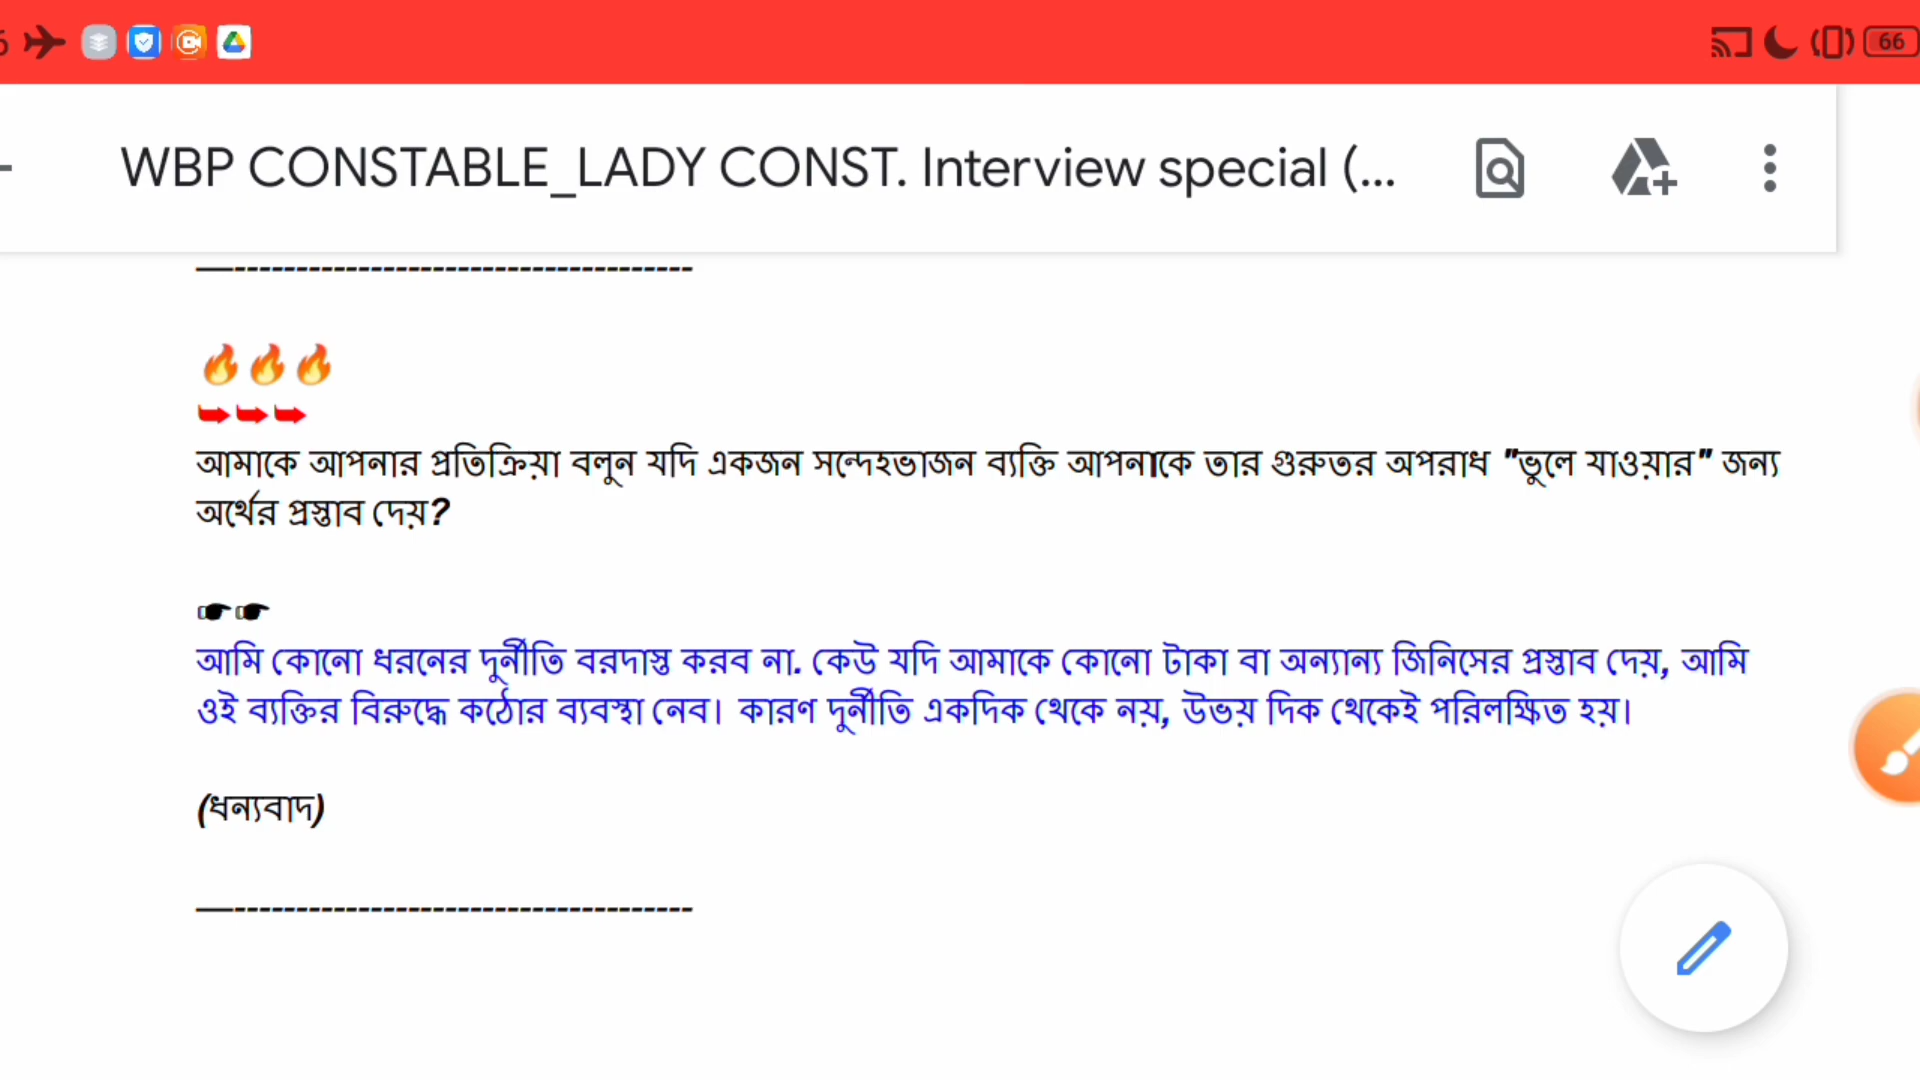 66
WBP CONSTABLE_LADY CONST. Interview special (...
—-------------------------------------
🔥🔥🔥
➥➥➥
আমাকে আপনার প্রতিক্রিয়া বলুন যদি একজন সন্দেহভাজন ব্যক্তি আপনাকে তার গুরুতর অপরাধ "ভুলে যাওয়ার" জন্য
অর্থের প্রস্তাব দেয়?
☛☛
আমি কোনো ধরনের দুর্নীতি বরদাস্ত করব না. কেউ যদি আমাকে কোনো টাকা বা অন্যান্য জিনিসের প্রস্তাব দেয়, আমি
ওই ব্যক্তির বিরুদ্ধে কঠোর ব্যবস্থা নেব। কারণ দুর্নীতি একদিক থেকে নয়, উভয় দিক থেকেই পরিলক্ষিত হয়।
(ধন্যবাদ)
—-------------------------------------